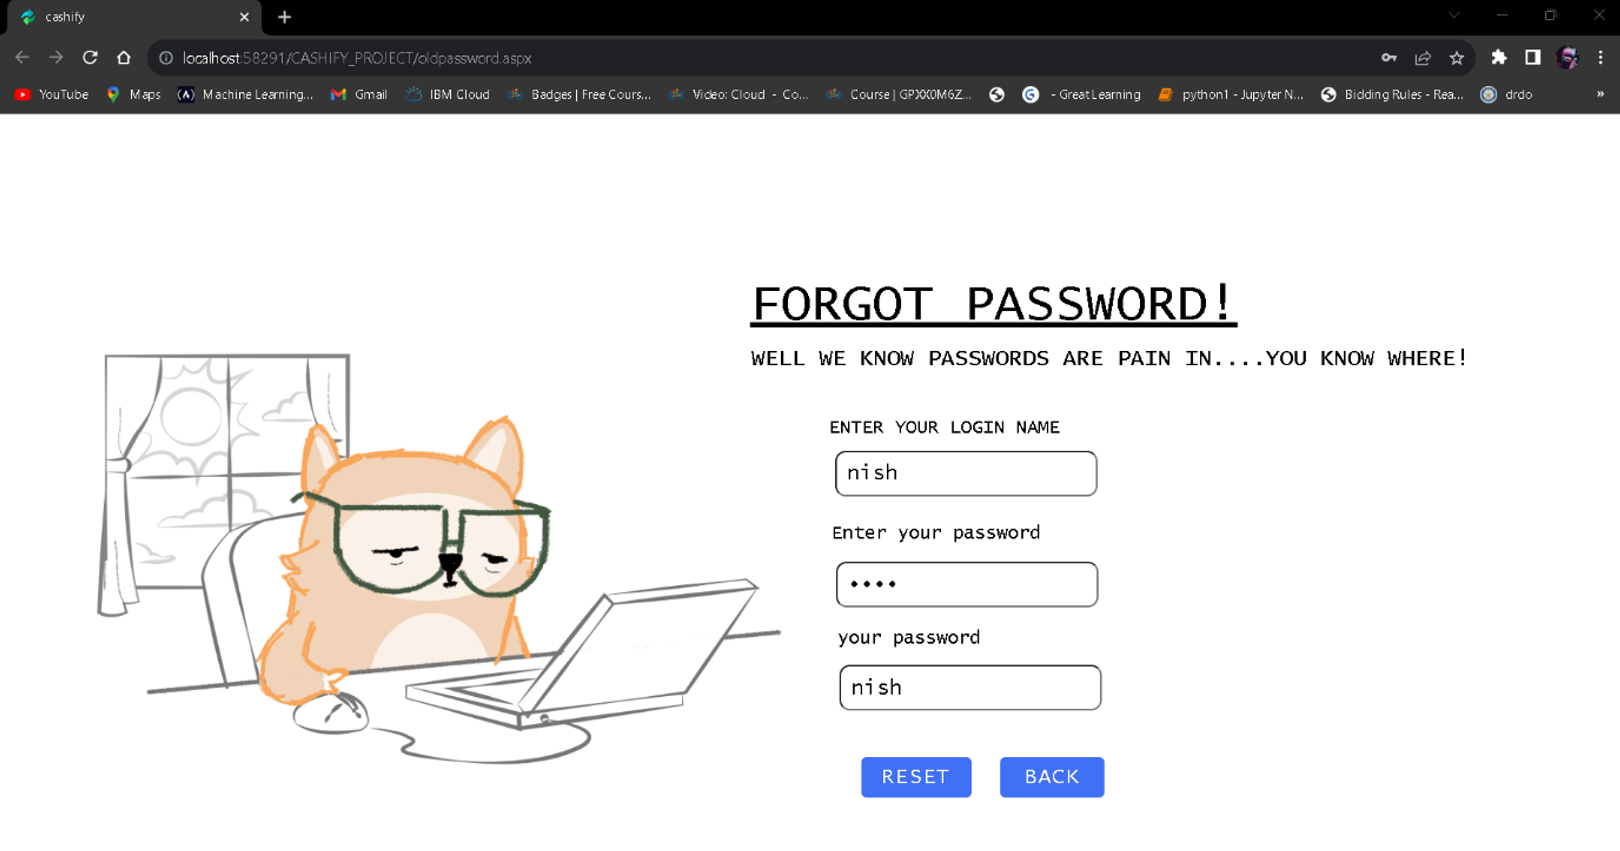 cashify
localhost:58291/CASHIFY_PROJECT/oldpassword.aspx
YouTube Maps Machine Learning... Gmail IBM Cloud Badges | Free Cours... Video: Cloud - Co... Course | GPXX0M6Z... - Great Learning python1 - Jupyter N... Bidding Rules - Rea... drdo »
FORGOT PASSWORD!
WELL WE KNOW PASSWORDS ARE PAIN IN....YOU KNOW WHERE!
ENTER YOUR LOGIN NAME
nish
Enter your password
••••
your password
nish
RESET BACK